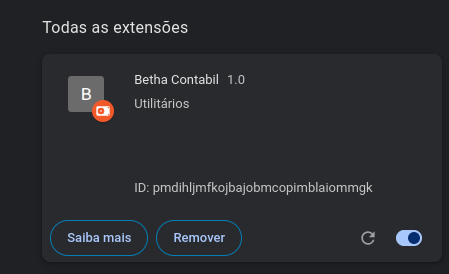 Todas as extensões
B
Betha Contabil 1.0
Utilitários
ID: pmdihljmfkojbajobmcopimblaiommgk
Saiba mais
Remover